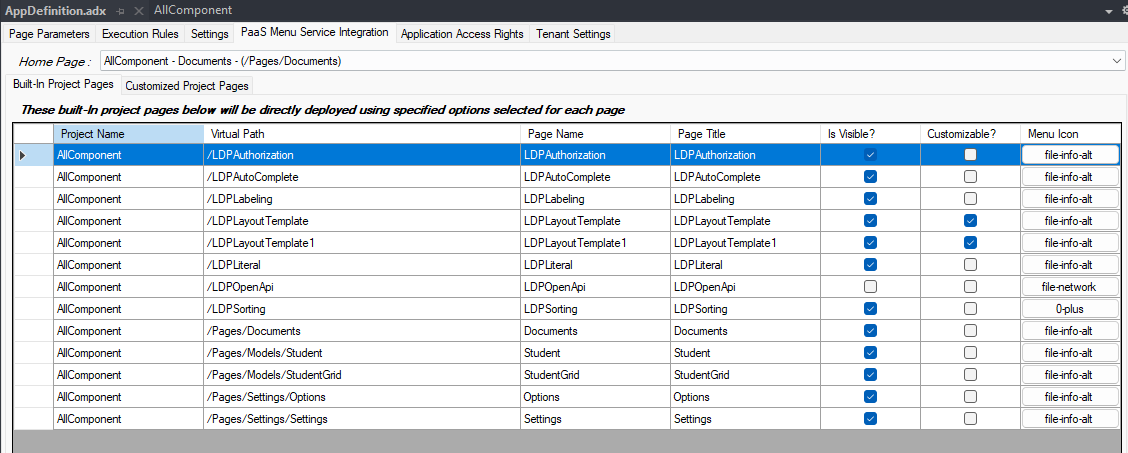 AppDefinition.adx AllComponent
Page Parameters Execution Rules Settings PaaS Menu Service Integration Application Access Rights Tenant Settings
Home Page : AllComponent - Documents - (/Pages/Documents)
Built-In Project Pages Customized Project Pages
These built-In project pages below will be directly deployed using specified options selected for each page
Project Name Virtual Path Page Name Page Title Is Visible? Customizable? Menu Icon
AllComponent /LDPAuthorization LDPAuthorization LDPAuthorization file-info-alt
AllComponent /LDPAutoComplete LDPAutoComplete LDPAutoComplete file-info-alt
AllComponent /LDPLabeling LDPLabeling LDPLabeling file-info-alt
AllComponent /LDPLayoutTemplate LDPLayoutTemplate LDPLayoutTemplate file-info-alt
AllComponent /LDPLayoutTemplate1 LDPLayoutTemplate1 LDPLayoutTemplate1 file-info-alt
AllComponent /LDPLiteral LDPLiteral LDPLiteral file-info-alt
AllComponent /LDPOpenApi LDPOpenApi LDPOpenApi file-network
AllComponent /LDPSorting LDPSorting LDPSorting 0-plus
AllComponent /Pages/Documents Documents Documents file-info-alt
AllComponent /Pages/Models/Student Student Student file-info-alt
AllComponent /Pages/Models/StudentGrid StudentGrid StudentGrid file-info-alt
AllComponent /Pages/Settings/Options Options Options file-info-alt
AllComponent /Pages/Settings/Settings Settings Settings file-info-alt